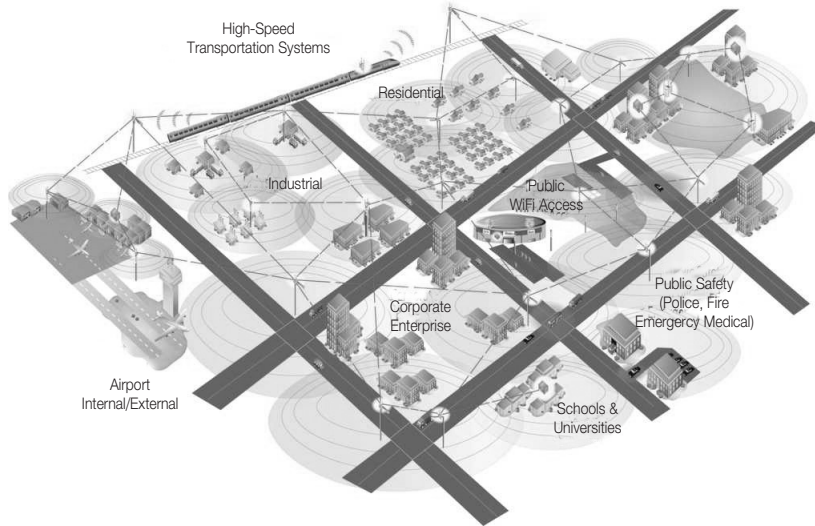 High-Speed
Transportation Systems
Residential
Industrial
Public
WiFi Access
Public Safety
(Police, Fire
Emergency Medical)
Corporate
Enterprise
Airport
Internal/External
Schools &
Universities